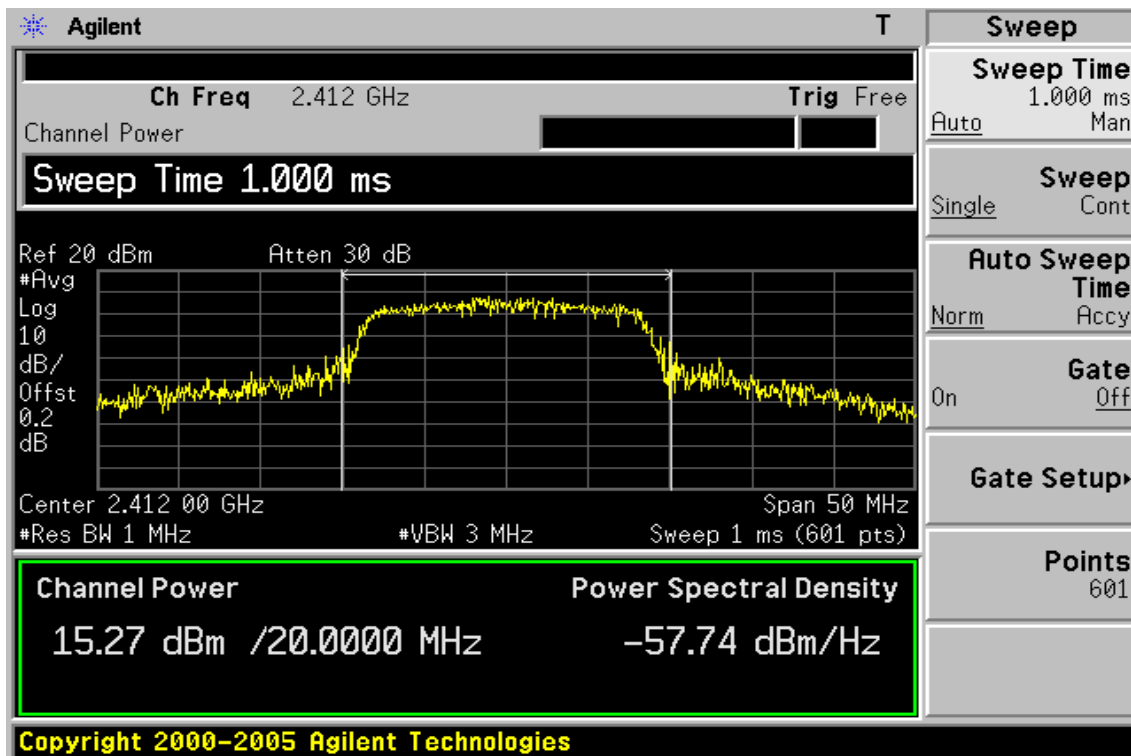 Agilent
T
Ch Freq 2.412 GHz
Trig Free
Channel Power
Sweep Time 1.000 ms
Ref 20 dBm
Atten 30 dB
#Avg
Log
10
dB/
Offst
0.2
dB
Center 2.412 00 GHz
Span 50 MHz
#Res BW 1 MHz
#VBW 3 MHz
Sweep 1 ms (601 pts)
Channel Power
Power Spectral Density
15.27 dBm /20.0000 MHz
-57.74 dBm/Hz
Copyright 2000-2005 Agilent Technologies
Sweep
Sweep Time
1.000 ms
Auto Man
Sweep
Single Cont
Auto Sweep
Time
Norm Accy
Gate
On Off
Gate Setup
Points
601